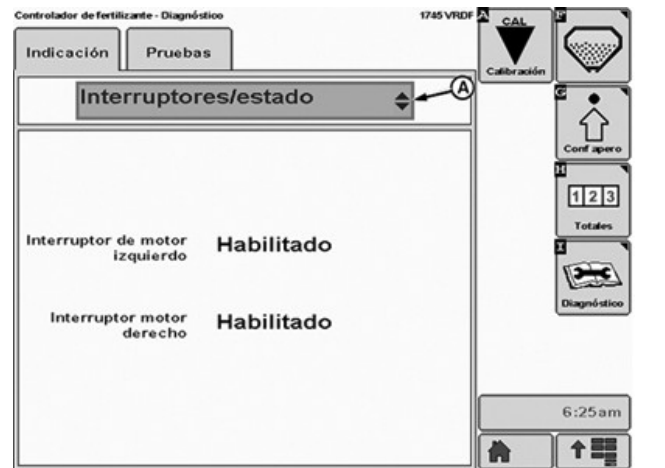 Controlador de fertilizante - Diagnóstico
1745 VRDF
Indicación
Pruebas
Interruptores/estado
A
Interruptor de motor
izquierdo
Habilitado
Interruptor motor
derecho
Habilitado
A
CAL
Calibración
F
G
Conf apero
H
1 2 3
Totales
I
Diagnóstico
6:25am